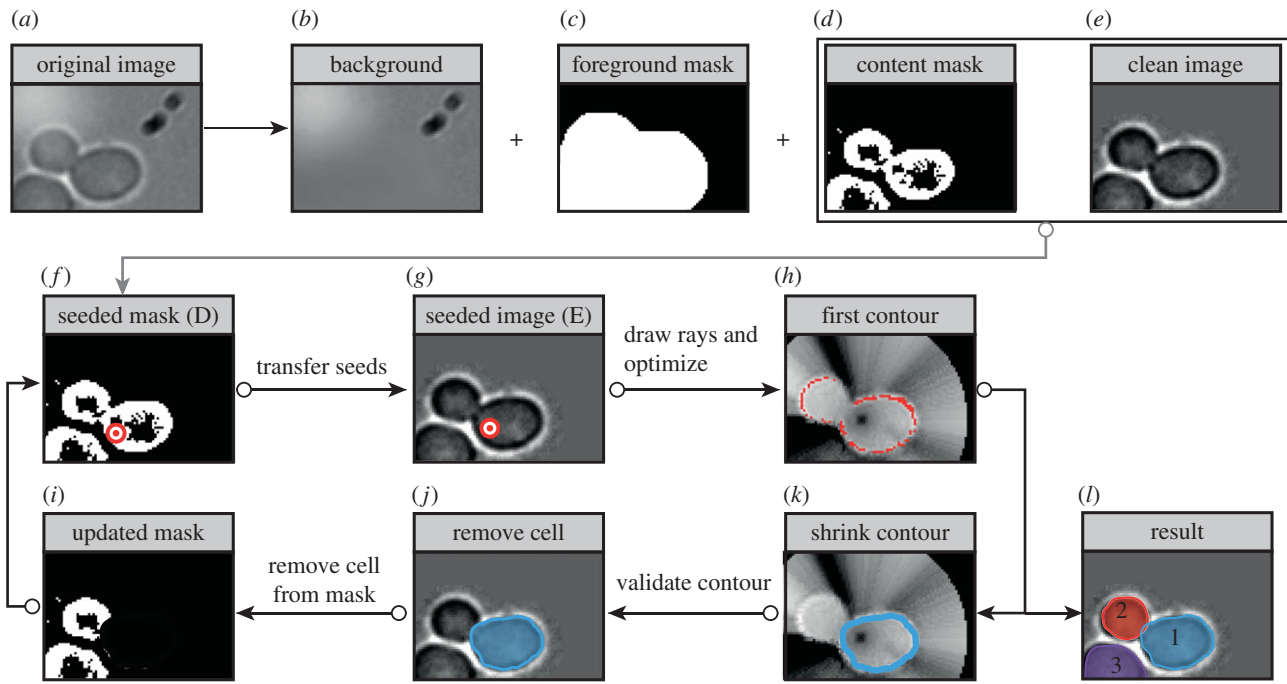 (a)
(b)
(c)
(d)
(e)
original image
background
foreground mask
content mask
clean image
+
+
(f)
(g)
(h)
seeded mask (D)
seeded image (E)
first contour
transfer seeds
draw rays and
optimize
(i)
(j)
(k)
(l)
updated mask
remove cell
shrink contour
result
remove cell
from mask
validate contour
2
1
3